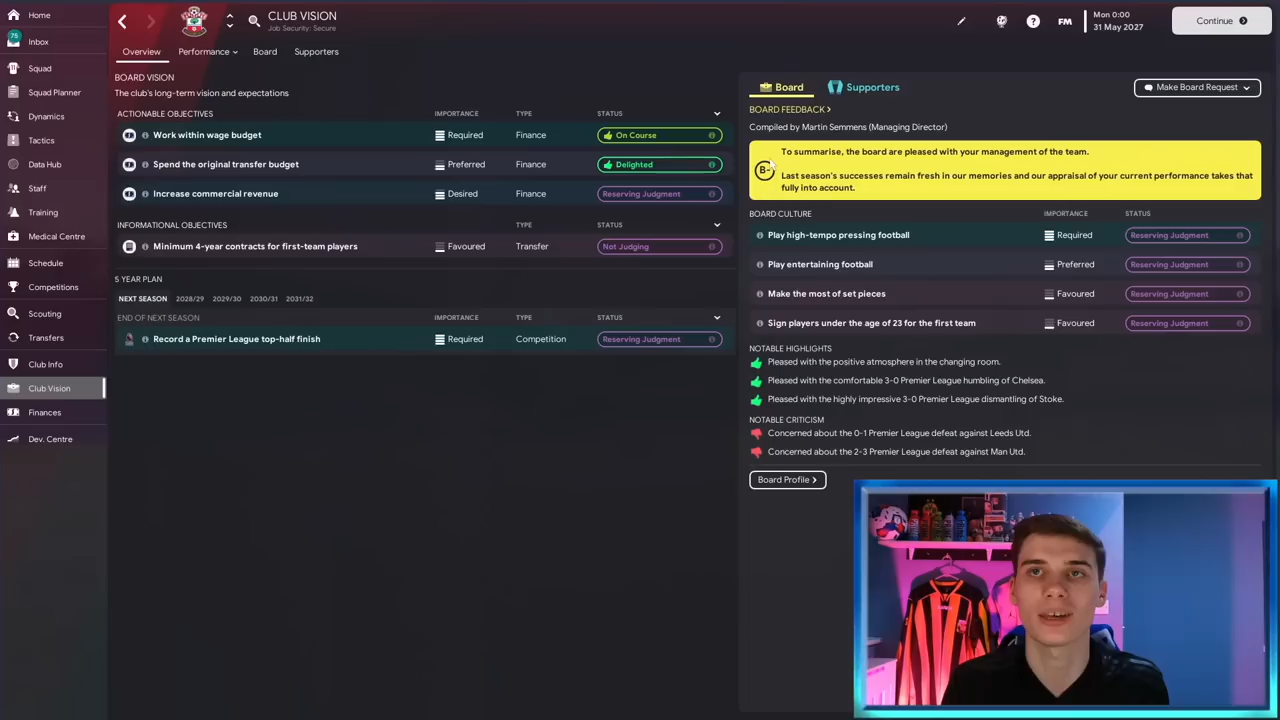 Home
75
Inbox
Squad
Squad Planner
Dynamics
Tactics
Data Hub
Staff
Training
Medical Centre
Schedule
Competitions
Scouting
Transfers
Club Info
Club Vision
Finances
Dev. Centre
CLUB VISION
Job Security: Secure
FM
Mon 0:00
31 May 2027
Continue
Overview Performance Board Supporters
BOARD VISION
The club's long-term vision and expectations
ACTIONABLE OBJECTIVES IMPORTANCE TYPE STATUS
Work within wage budget Required Finance On Course
Spend the original transfer budget Preferred Finance Delighted
Increase commercial revenue Desired Finance Reserving Judgment
INFORMATIONAL OBJECTIVES IMPORTANCE TYPE STATUS
Minimum 4-year contracts for first-team players Favoured Transfer Not Judging
5 YEAR PLAN
NEXT SEASON 2028/29 2029/30 2030/31 2031/32
END OF NEXT SEASON IMPORTANCE TYPE STATUS
Record a Premier League top-half finish Required Competition Reserving Judgment
Board Supporters Make Board Request
BOARD FEEDBACK >
Compiled by Martin Semmens (Managing Director)
B-
To summarise, the board are pleased with your management of the team.
Last season's successes remain fresh in our memories and our appraisal of your current performance takes that
fully into account.
BOARD CULTURE IMPORTANCE STATUS
Play high-tempo pressing football Required Reserving Judgment
Play entertaining football Preferred Reserving Judgment
Make the most of set pieces Favoured Reserving Judgment
Sign players under the age of 23 for the first team Favoured Reserving Judgment
NOTABLE HIGHLIGHTS
Pleased with the positive atmosphere in the changing room.
Pleased with the comfortable 3-0 Premier League humbling of Chelsea.
Pleased with the highly impressive 3-0 Premier League dismantling of Stoke.
NOTABLE CRITICISM
Concerned about the 0-1 Premier League defeat against Leeds Utd.
Concerned about the 2-3 Premier League defeat against Man Utd.
Board Profile >